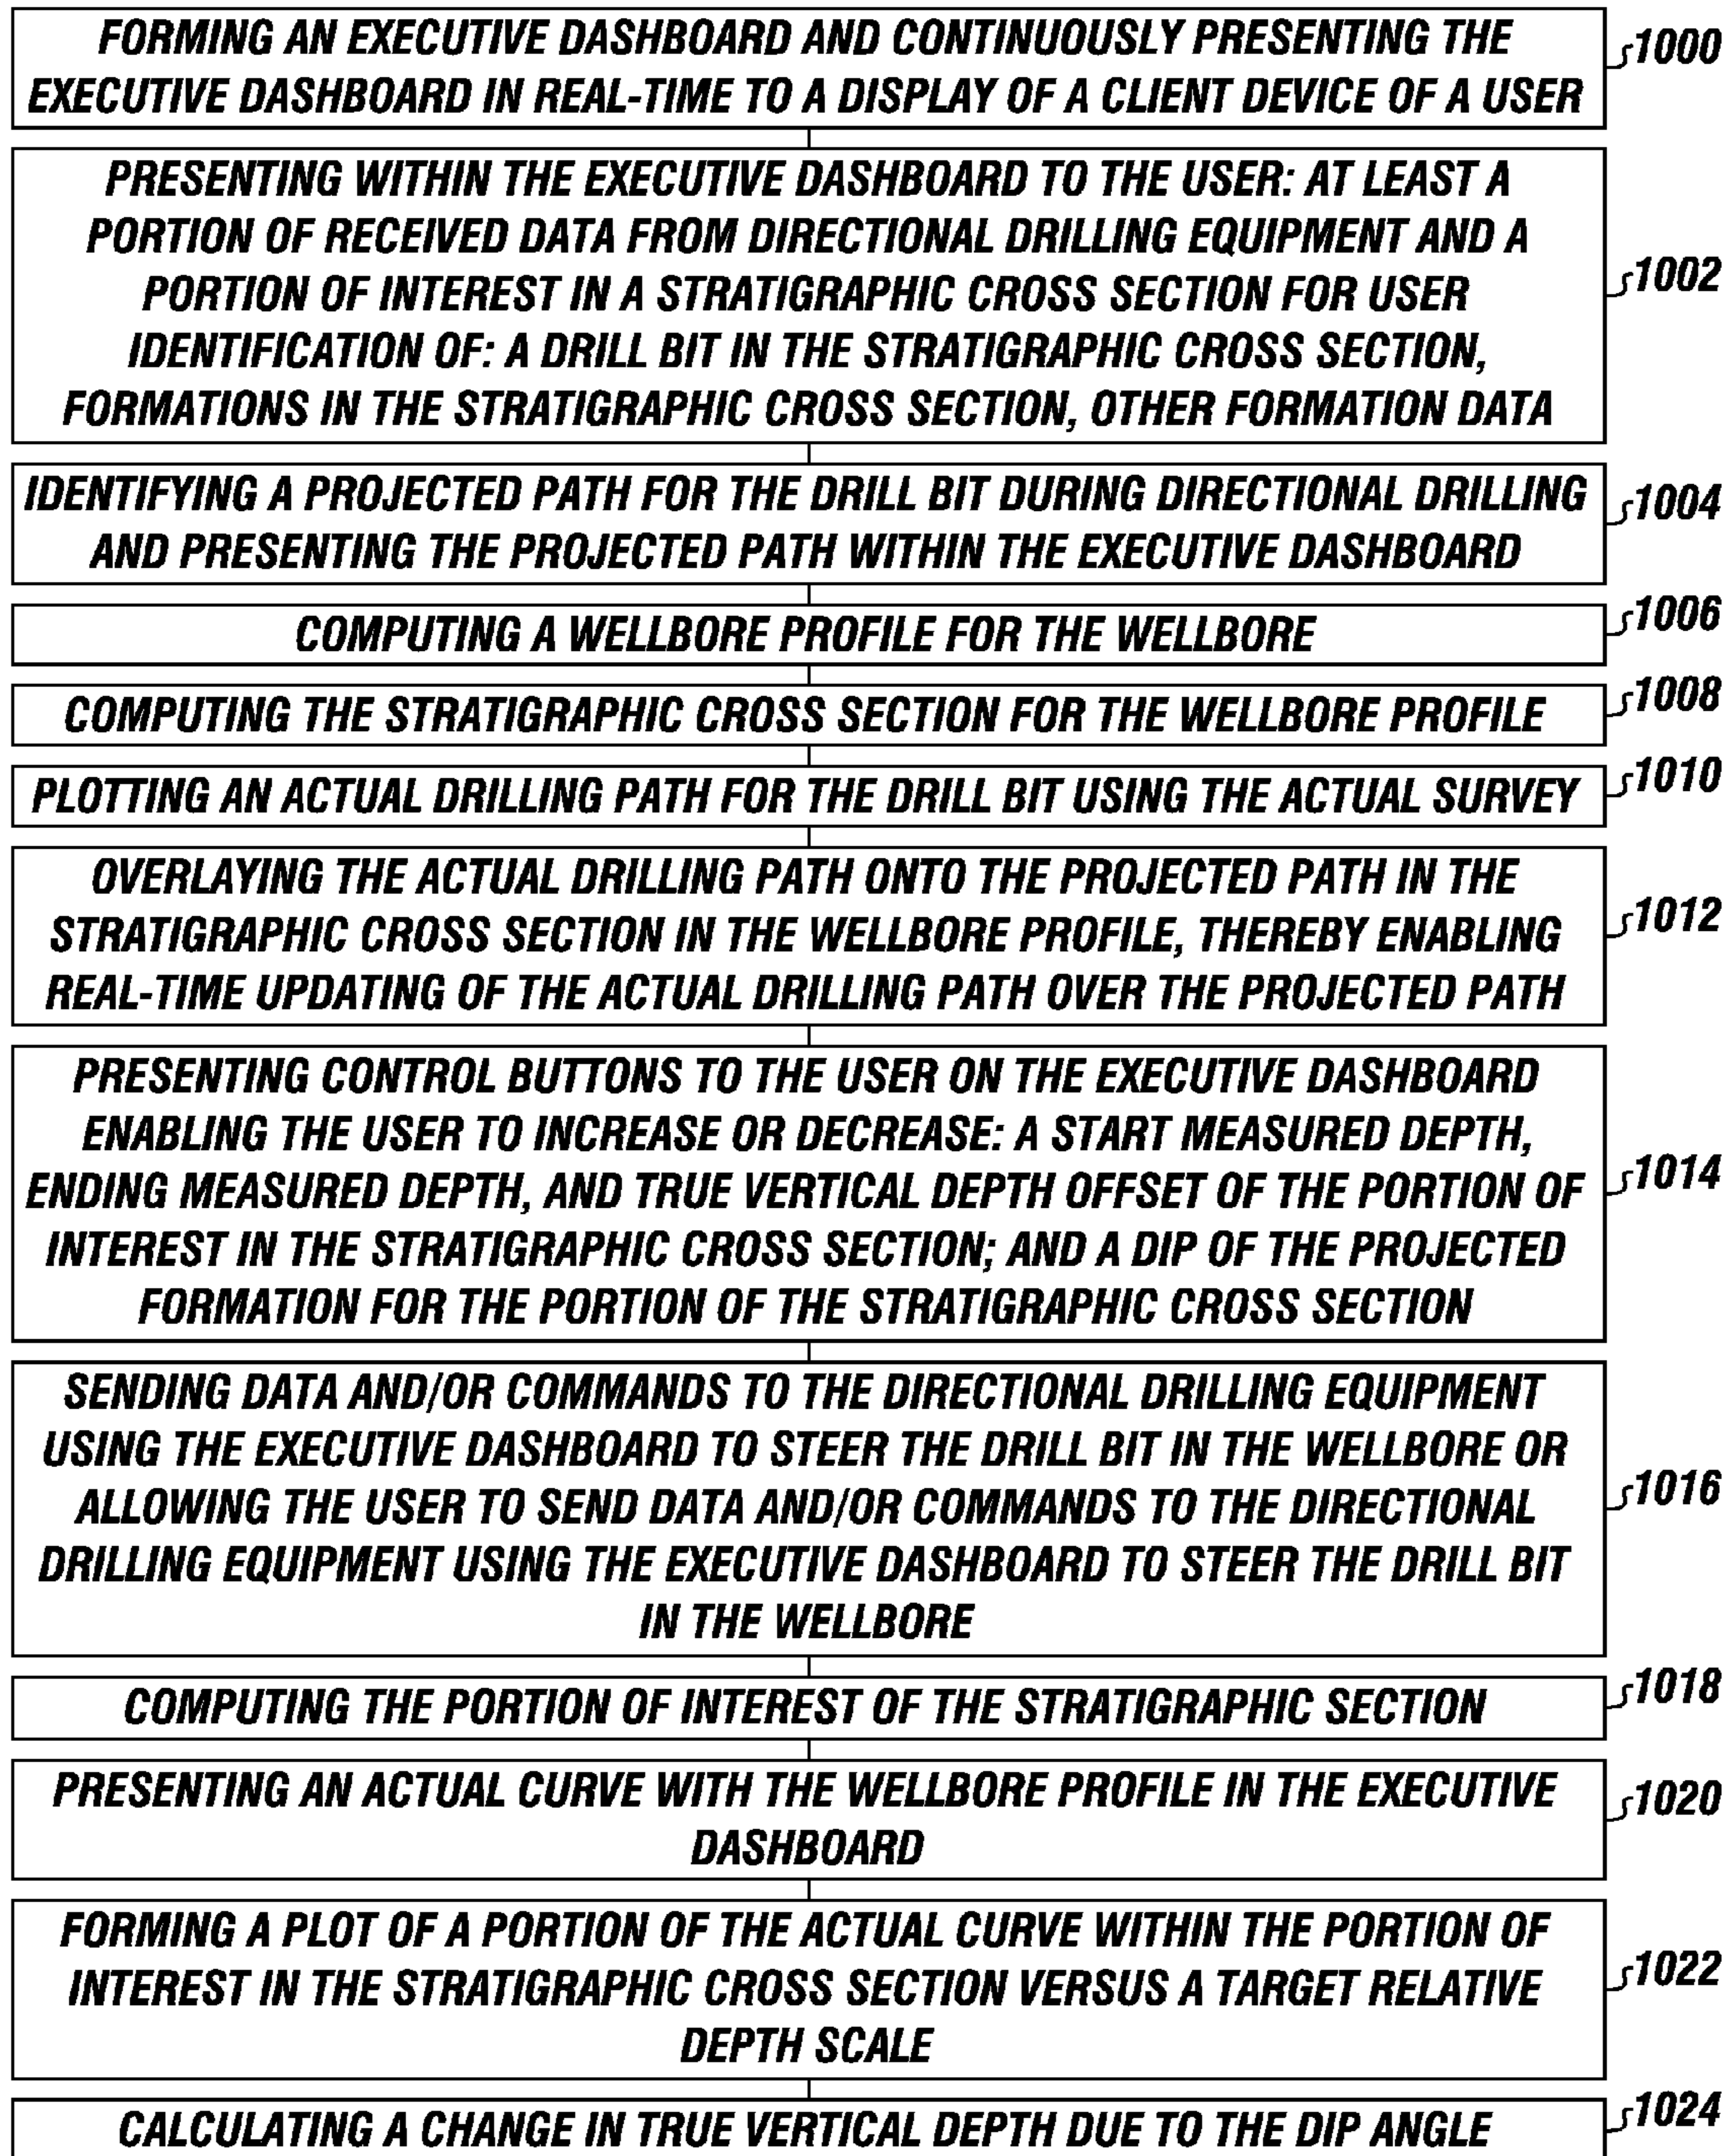 FORMING AN EXECUTIVE DASHBOARD AND CONTINUOUSLY PRESENTING THE
EXECUTIVE DASHBOARD IN REAL-TIME TO A DISPLAY OF A CLIENT DEVICE OF A USER
1000
PRESENTING WITHIN THE EXECUTIVE DASHBOARD TO THE USER: AT LEAST A
PORTION OF RECEIVED DATA FROM DIRECTIONAL DRILLING EQUIPMENT AND A
PORTION OF INTEREST IN A STRATIGRAPHIC CROSS SECTION FOR USER
IDENTIFICATION OF: A DRILL BIT IN THE STRATIGRAPHIC CROSS SECTION,
FORMATIONS IN THE STRATIGRAPHIC CROSS SECTION, OTHER FORMATION DATA
1002
IDENTIFYING A PROJECTED PATH FOR THE DRILL BIT DURING DIRECTIONAL DRILLING
AND PRESENTING THE PROJECTED PATH WITHIN THE EXECUTIVE DASHBOARD
1004
COMPUTING A WELLBORE PROFILE FOR THE WELLBORE
1006
COMPUTING THE STRATIGRAPHIC CROSS SECTION FOR THE WELLBORE PROFILE
1008
PLOTTING AN ACTUAL DRILLING PATH FOR THE DRILL BIT USING THE ACTUAL SURVEY
1010
OVERLAYING THE ACTUAL DRILLING PATH ONTO THE PROJECTED PATH IN THE
STRATIGRAPHIC CROSS SECTION IN THE WELLBORE PROFILE, THEREBY ENABLING
REAL-TIME UPDATING OF THE ACTUAL DRILLING PATH OVER THE PROJECTED PATH
1012
PRESENTING CONTROL BUTTONS TO THE USER ON THE EXECUTIVE DASHBOARD
ENABLING THE USER TO INCREASE OR DECREASE: A START MEASURED DEPTH,
ENDING MEASURED DEPTH, AND TRUE VERTICAL DEPTH OFFSET OF THE PORTION OF
INTEREST IN THE STRATIGRAPHIC CROSS SECTION; AND A DIP OF THE PROJECTED
FORMATION FOR THE PORTION OF THE STRATIGRAPHIC CROSS SECTION
1014
SENDING DATA AND/OR COMMANDS TO THE DIRECTIONAL DRILLING EQUIPMENT
USING THE EXECUTIVE DASHBOARD TO STEER THE DRILL BIT IN THE WELLBORE OR
ALLOWING THE USER TO SEND DATA AND/OR COMMANDS TO THE DIRECTIONAL
DRILLING EQUIPMENT USING THE EXECUTIVE DASHBOARD TO STEER THE DRILL BIT
IN THE WELLBORE
1016
COMPUTING THE PORTION OF INTEREST OF THE STRATIGRAPHIC SECTION
1018
PRESENTING AN ACTUAL CURVE WITH THE WELLBORE PROFILE IN THE EXECUTIVE
DASHBOARD
1020
FORMING A PLOT OF A PORTION OF THE ACTUAL CURVE WITHIN THE PORTION OF
INTEREST IN THE STRATIGRAPHIC CROSS SECTION VERSUS A TARGET RELATIVE
DEPTH SCALE
1022
CALCULATING A CHANGE IN TRUE VERTICAL DEPTH DUE TO THE DIP ANGLE
1024